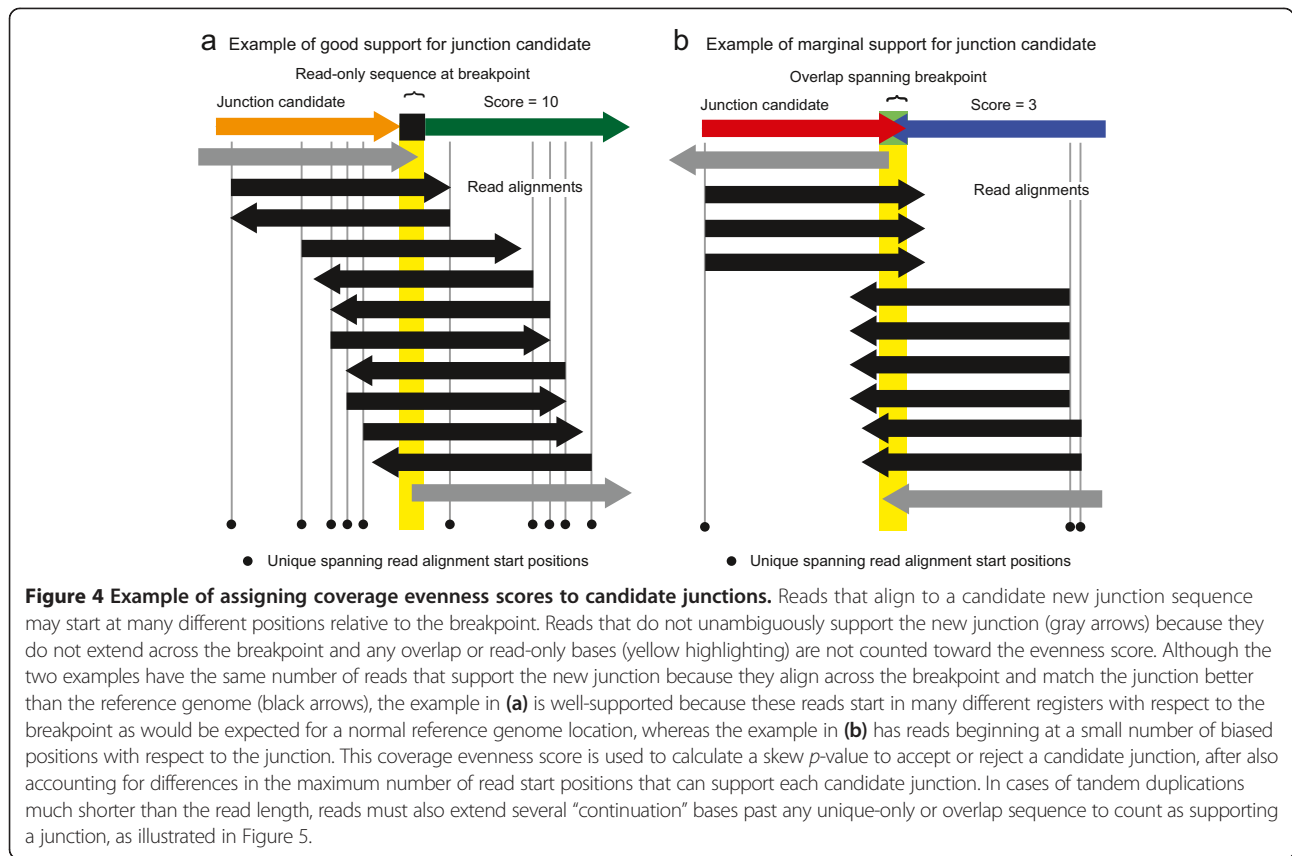 a Example of good support for junction candidate
Read-only sequence at breakpoint
Junction candidate
Score = 10
Read alignments
● Unique spanning read alignment start positions
b Example of marginal support for junction candidate
Overlap spanning breakpoint
Junction candidate
Score = 3
Read alignments
● Unique spanning read alignment start positions
Figure 4 Example of assigning coverage evenness scores to candidate junctions. Reads that align to a candidate new junction sequence
may start at many different positions relative to the breakpoint. Reads that do not unambiguously support the new junction (gray arrows) because they
do not extend across the breakpoint and any overlap or read-only bases (yellow highlighting) are not counted toward the evenness score. Although the
two examples have the same number of reads that support the new junction because they align across the breakpoint and match the junction better
than the reference genome (black arrows), the example in (a) is well-supported because these reads start in many different registers with respect to the
breakpoint as would be expected for a normal reference genome location, whereas the example in (b) has reads beginning at a small number of biased
positions with respect to the junction. This coverage evenness score is used to calculate a skew p-value to accept or reject a candidate junction, after also
accounting for differences in the maximum number of read start positions that can support each candidate junction. In cases of tandem duplications
much shorter than the read length, reads must also extend several “continuation” bases past any unique-only or overlap sequence to count as supporting
a junction, as illustrated in Figure 5.